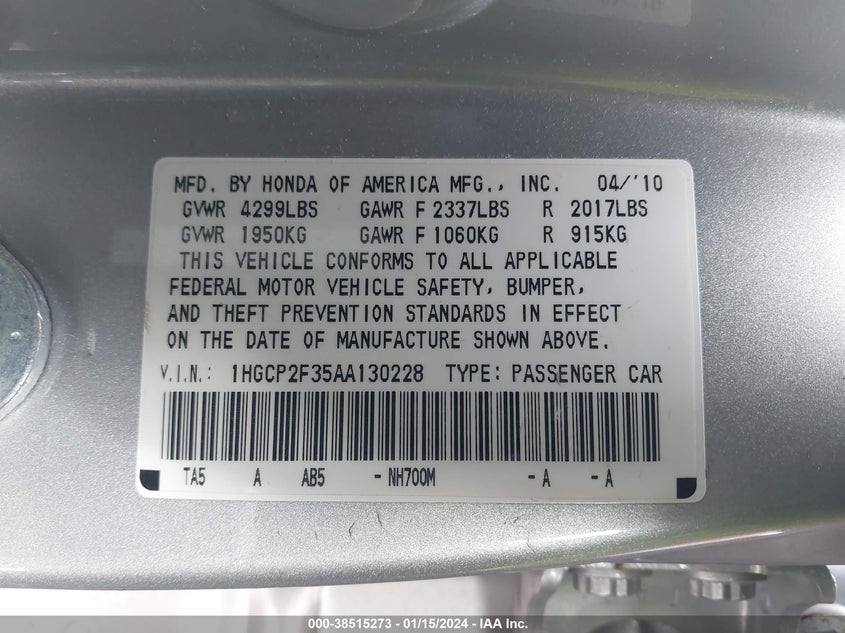 MFD. BY HONDA OF AMERICA MFG., INC. 04/'10
GVWR 4299LBS GAWR F 2337LBS R 2017LBS
GVWR 1950KG GAWR F 1060KG R 915KG
THIS VEHICLE CONFORMS TO ALL APPLICABLE
FEDERAL MOTOR VEHICLE SAFETY, BUMPER,
AND THEFT PREVENTION STANDARDS IN EFFECT
ON THE DATE OF MANUFACTURE SHOWN ABOVE.
V.I.N.: 1HGCP2F35AA130228 TYPE: PASSENGER CAR
TA5 A AB5 - NH700M - A - A
000-38515273 - 01/15/2024 - IAA Inc.